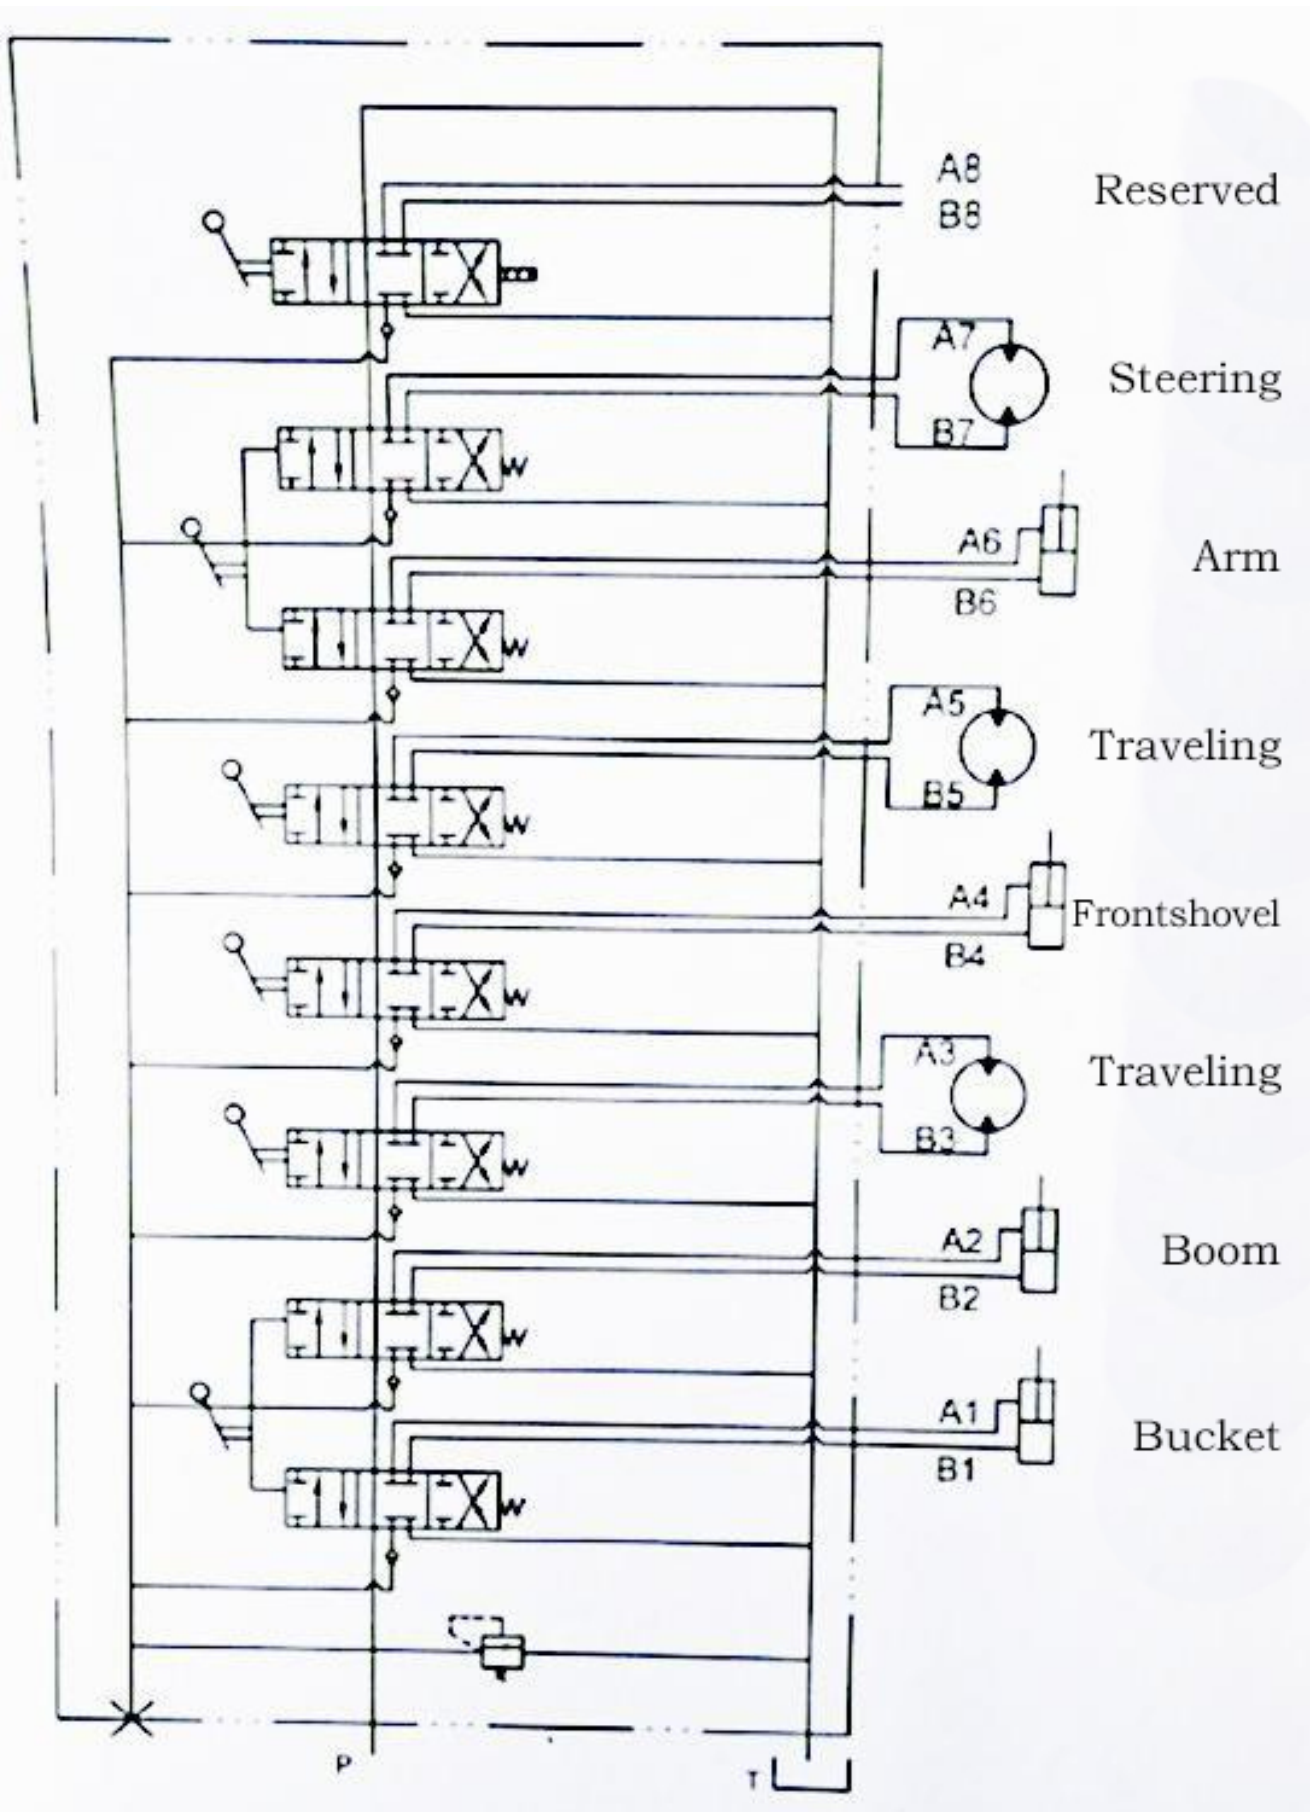 A8
Reserved
B8
A7
Steering
B7
A6
Arm
B6
A5
Traveling
B5
A4
Frontshovel
B4
A3
Traveling
B3
A2
Boom
B2
A1
Bucket
B1
P
T